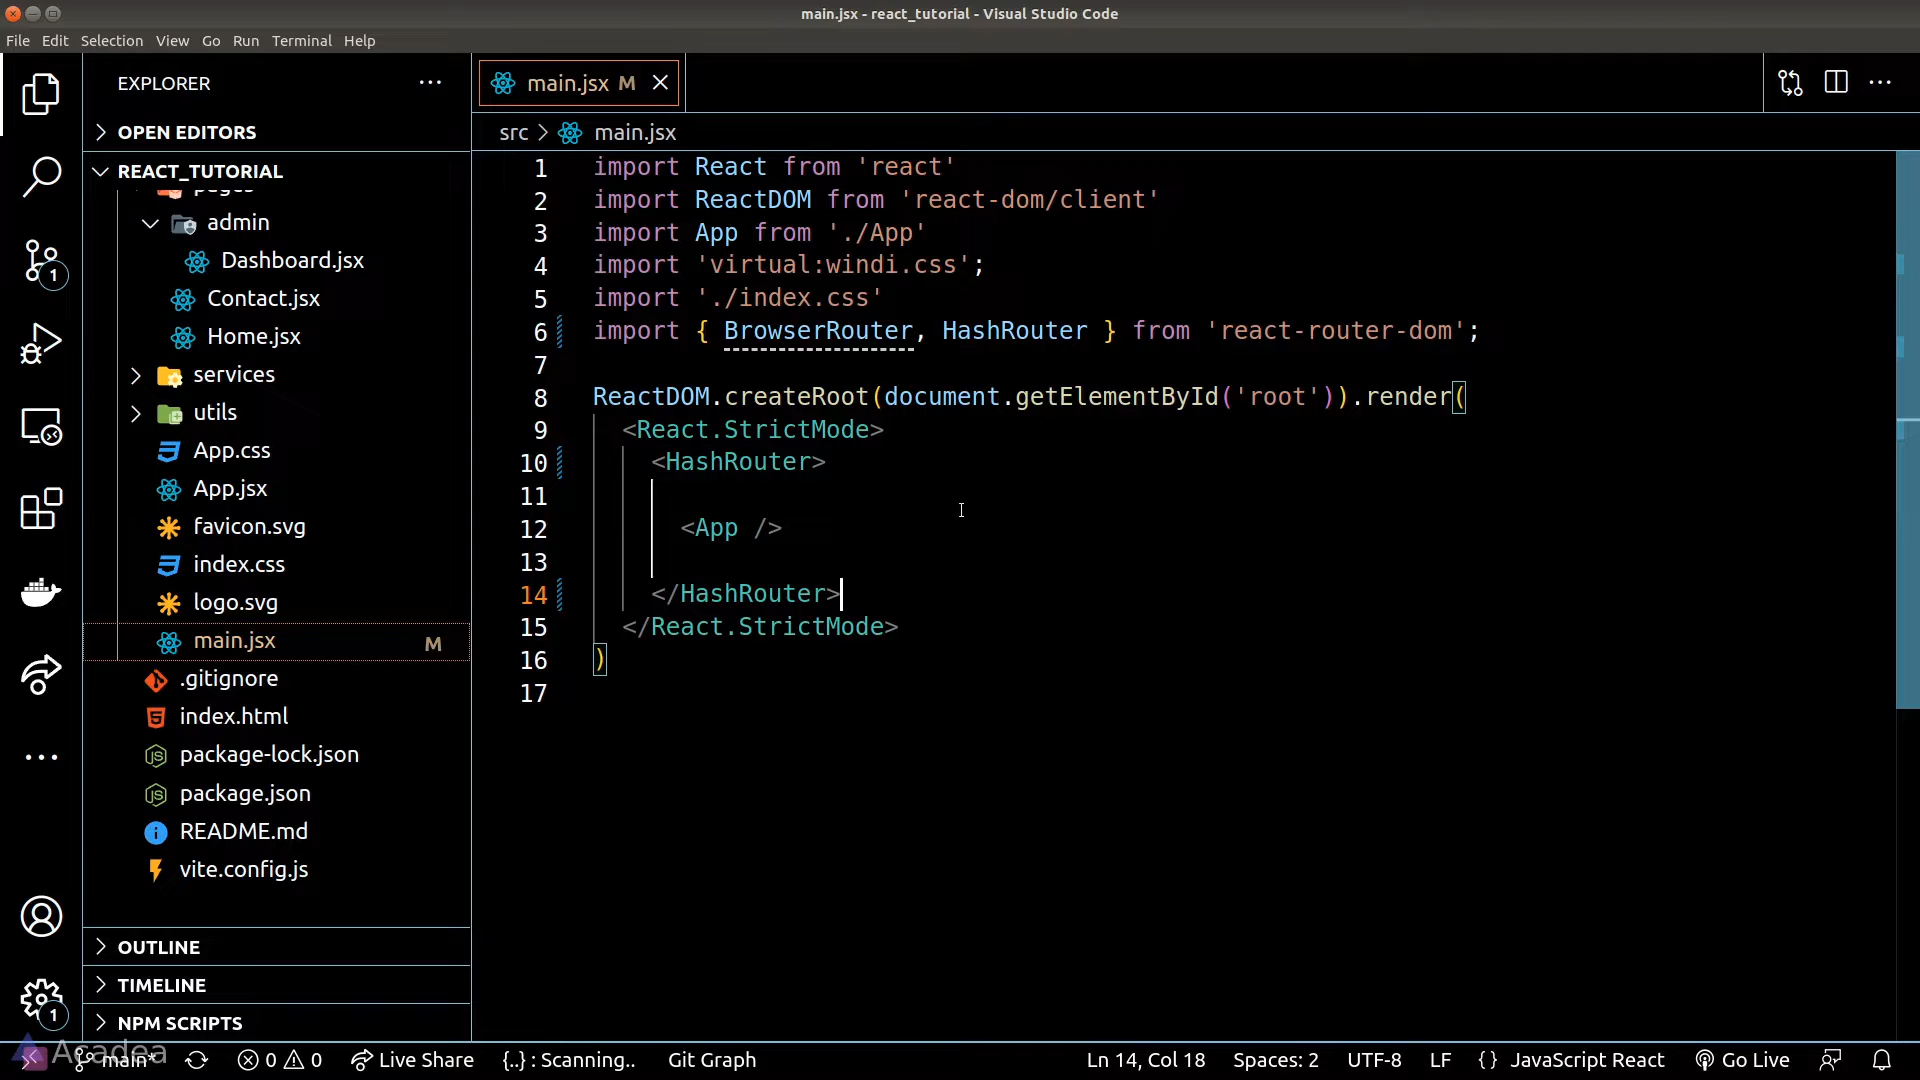 main.jsx - react_tutorial - Visual Studio Code
File Edit Selection View Go Run Terminal Help
EXPLORER
OPEN EDITORS
REACT_TUTORIAL
pages
admin
Dashboard.jsx
Contact.jsx
Home.jsx
services
utils
App.css
App.jsx
favicon.svg
index.css
logo.svg
main.jsx M
.gitignore
index.html
package-lock.json
package.json
README.md
vite.config.js
OUTLINE
TIMELINE
NPM SCRIPTS
1
1
main.jsx M
src > main.jsx
1 import React from 'react'
2 import ReactDOM from 'react-dom/client'
3 import App from './App'
4 import 'virtual:windi.css';
5 import './index.css'
6 import { BrowserRouter, HashRouter } from 'react-router-dom';
7
8 ReactDOM.createRoot(document.getElementById('root')).render(
9 <React.StrictMode>
10 <HashRouter>
11
12 <App />
13
14 </HashRouter>
15 </React.StrictMode>
16 )
17
Acadea
main* 0 0 Live Share {..} : Scanning.. Git Graph Ln 14, Col 18 Spaces: 2 UTF-8 LF {} JavaScript React Go Live